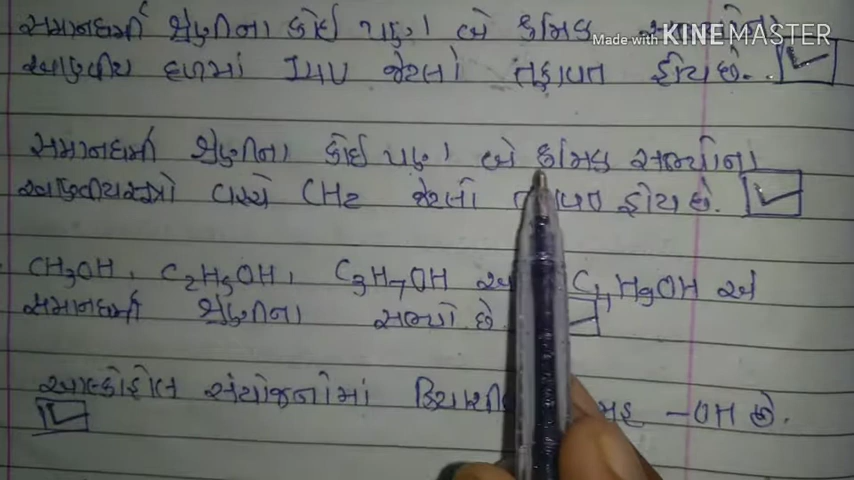 સમાનધર્મી શ્રેણીના કોઈ પણ બે ક્રમિક
Made with KINEMASTER
આણ્વીય દળમાં 14u જેટલો તફાવત હોય છે.
સમાનધર્મી શ્રેણીના કોઈ પણ બે ક્રમિક સભ્યોના
આણ્વીયસૂત્રો વચ્ચે CH2 જેટલો તફાવત હોય છે.
CH3OH, C2H5OH, C3H7OH અને C4H9OH એ
સમાનધર્મી શ્રેણીના સભ્યો છે.
આલ્કોહોલ સંયોજનોમાં -OH છે.